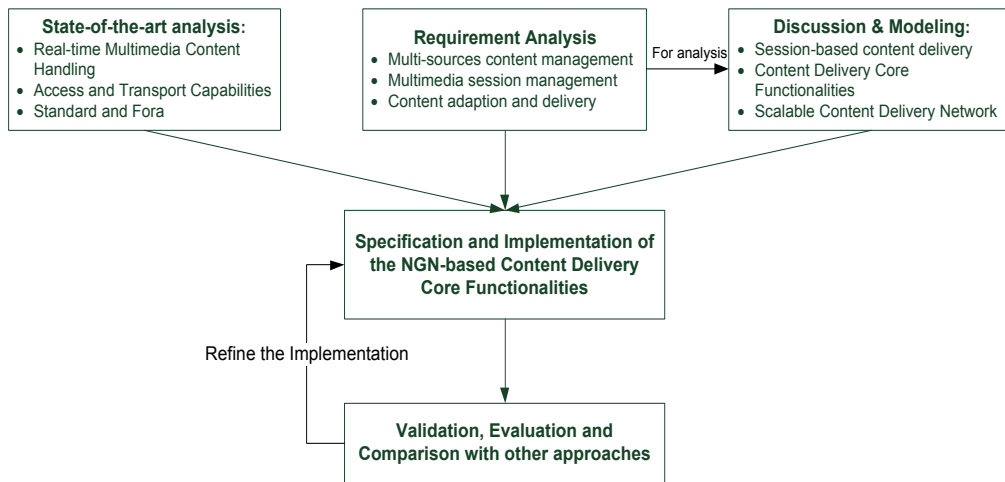 State-of-the-art analysis:
• Real-time Multimedia Content
Handling
• Access and Transport Capabilities
• Standard and Fora
Requirement Analysis
• Multi-sources content management
• Multimedia session management
• Content adaption and delivery
For analysis
Discussion & Modeling:
• Session-based content delivery
• Content Delivery Core
Functionalities
• Scalable Content Delivery Network
Specification and Implementation of
the NGN-based Content Delivery
Core Functionalities
Refine the Implementation
Validation, Evaluation and
Comparison with other approaches